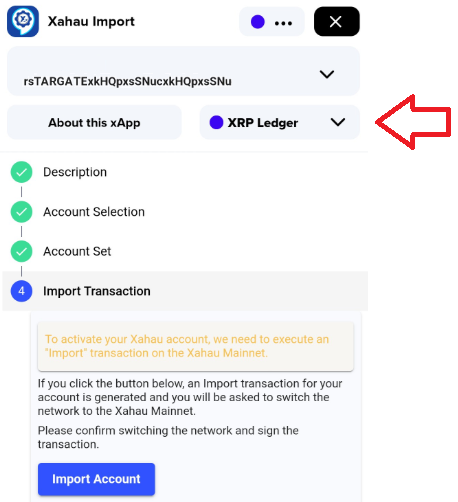 Xahau Import
rsTARGATExkHQpxsSNucxkHQpxsSNu
About this xApp
XRP Ledger
Description
Account Selection
Account Set
4 Import Transaction
To activate your Xahau account, we need to execute an
"Import" transaction on the Xahau Mainnet.
If you click the button below, an Import transaction for your
account is generated and you will be asked to switch the
network to the Xahau Mainnet.
Please confirm switching the network and sign the
transaction.
Import Account